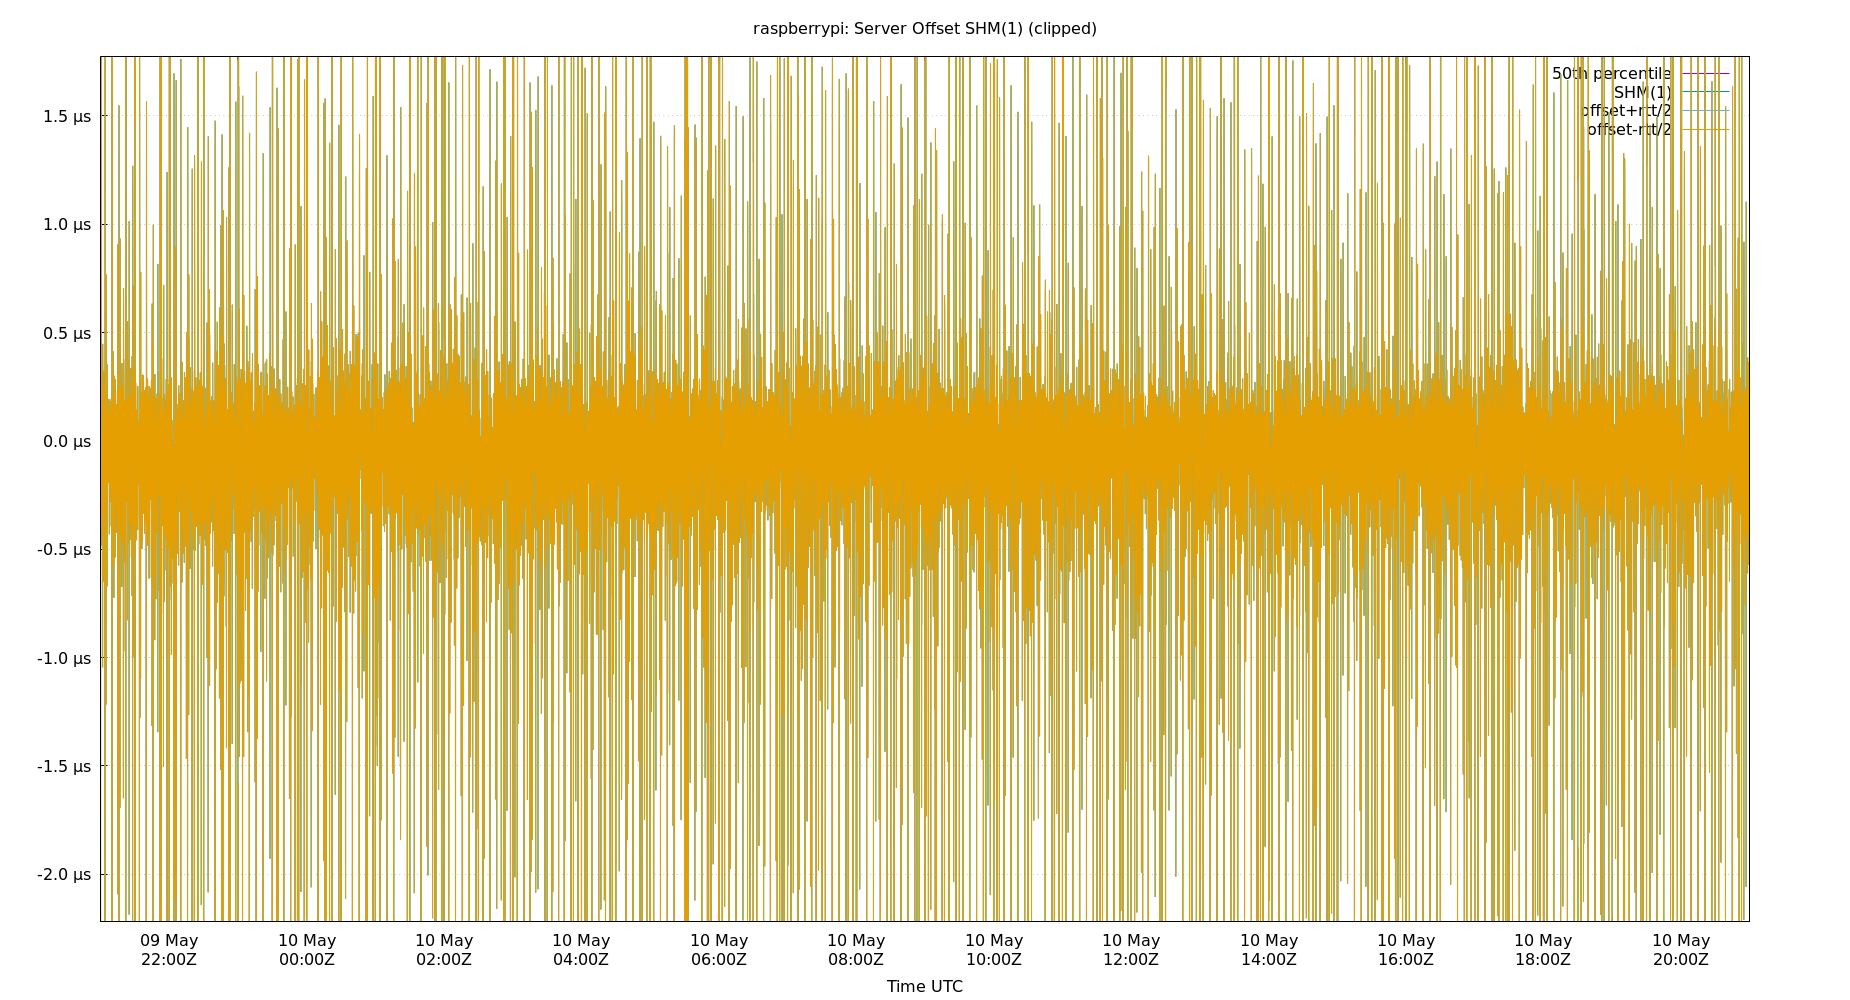 raspberrypi: Server Offset SHM(1) (clipped)
50th percentile
SHM(1)
offset+rtt/2
offset-rtt/2
1.5 µs
1.0 µs
0.5 µs
0.0 µs
-0.5 µs
-1.0 µs
-1.5 µs
-2.0 µs
09 May 10 May 10 May 10 May 10 May 10 May 10 May 10 May 10 May 10 May 10 May 10 May
22:00Z 00:00Z 02:00Z 04:00Z 06:00Z 08:00Z 10:00Z 12:00Z 14:00Z 16:00Z 18:00Z 20:00Z
Time UTC